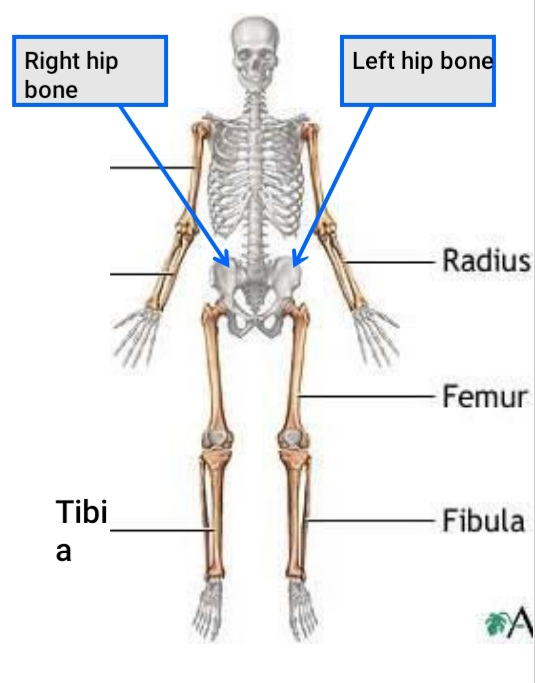 Right hip
bone
Left hip bone
Radius
Femur
Tibi
a
Fibula
A